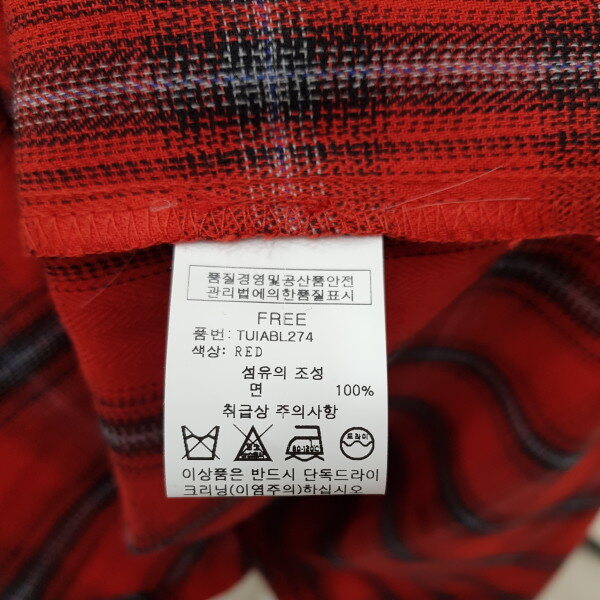 품질경영및공산품안전
관리법에의한품질표시
FREE
품번: TUIABL274
색상: RED
섬유의 조성
면 100%
취급상 주의사항
드라이
이상품은 반드시 단독드라이
크리닝(이염주의)하십시오